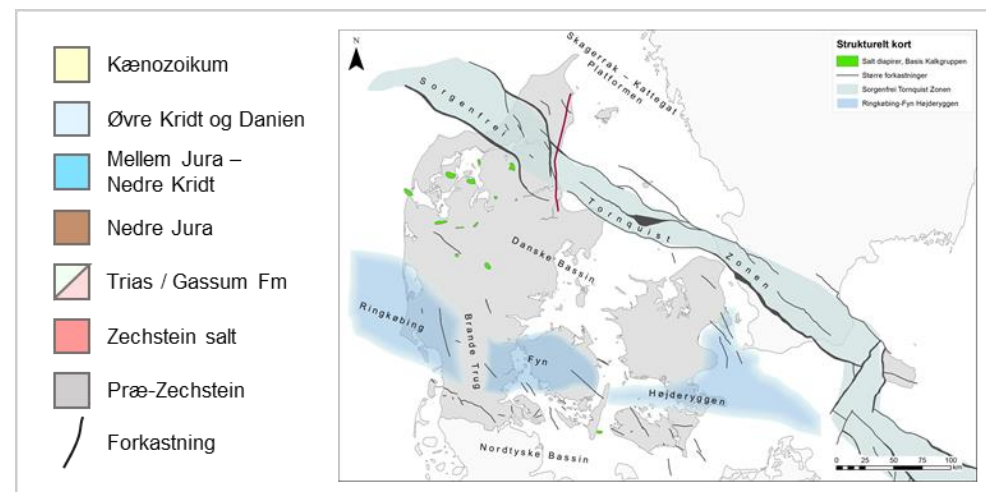 Kænozoikum
Øvre Kridt og Danien
Mellem Jura –
Nedre Kridt
Nedre Jura
Trias / Gassum Fm
Zechstein salt
Præ-Zechstein
Forkastning
N
Skagerrak – Kattegat
Platformen
Strukturelt kort
Salt diapirer, Basis Kalkgruppen
Større forkastninger
Sorgenfrei Tornquist Zonen
Ringkøbing-Fyn Højderyggen
Sorgenfrei
Tornquist
Zonen
Danske Bassin
Ringkøbing
Brande Trug
Fyn
Højderyggen
Nordtyske Bassin
0 25 50 75 100
km